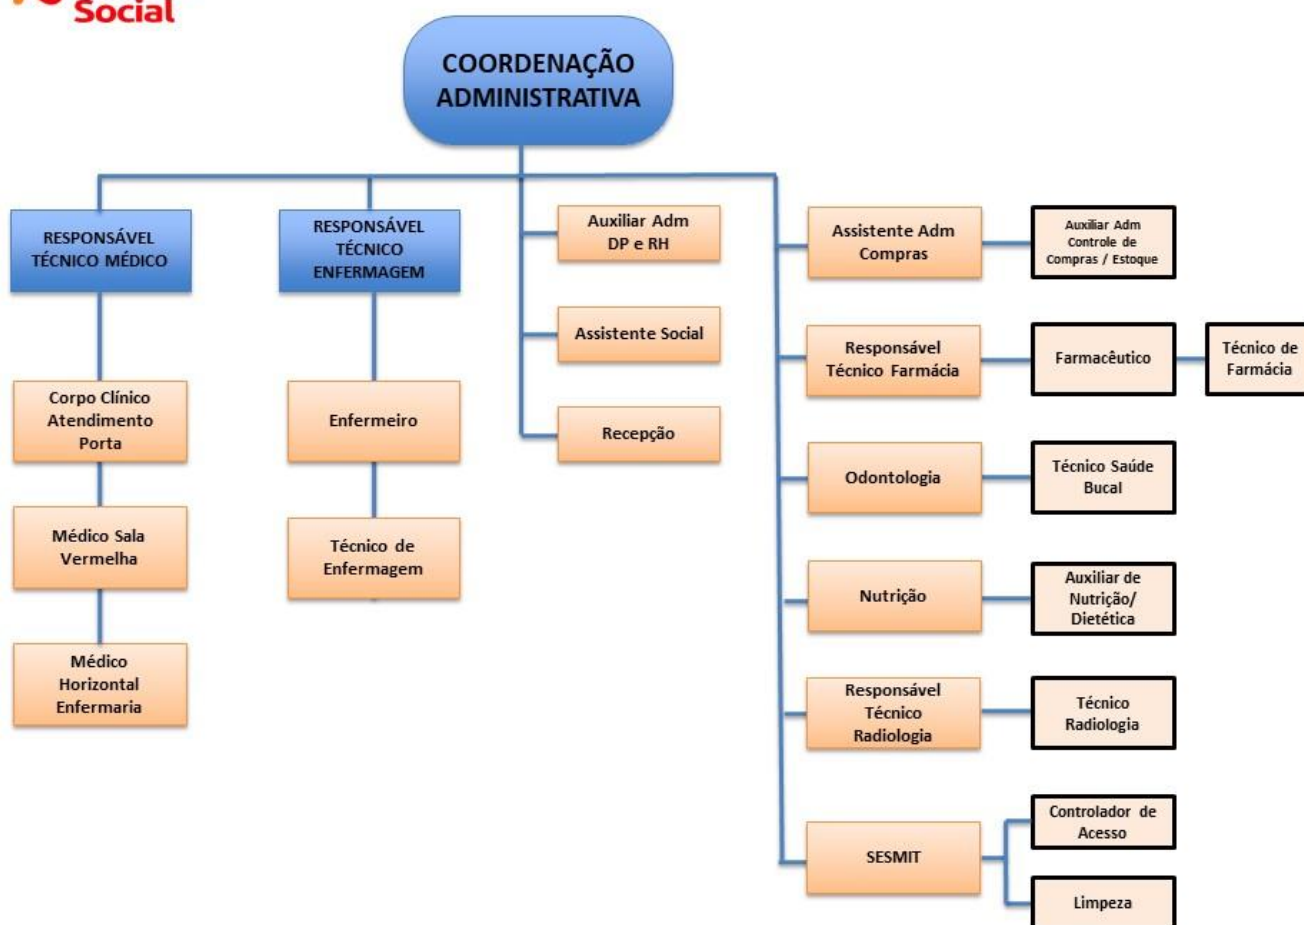 Social
COORDENAÇÃO
ADMINISTRATIVA
RESPONSÁVEL
TÉCNICO MÉDICO
Corpo Clínico
Atendimento
Porta
Médico Sala
Vermelha
Médico
Horizontal
Enfermaria
RESPONSÁVEL
TÉCNICO
ENFERMAGEM
Enfermeiro
Técnico de
Enfermagem
Auxiliar Adm
DP e RH
Assistente Social
Recepção
Assistente Adm
Compras
Auxiliar Adm
Controle de
Compras / Estoque
Responsável
Técnico Farmácia
Farmacêutico
Técnico de
Farmácia
Odontologia
Técnico Saúde
Bucal
Nutrição
Auxiliar de
Nutrição/
Dietética
Responsável
Técnico
Radiologia
Técnico
Radiologia
SESMIT
Controlador de
Acesso
Limpeza